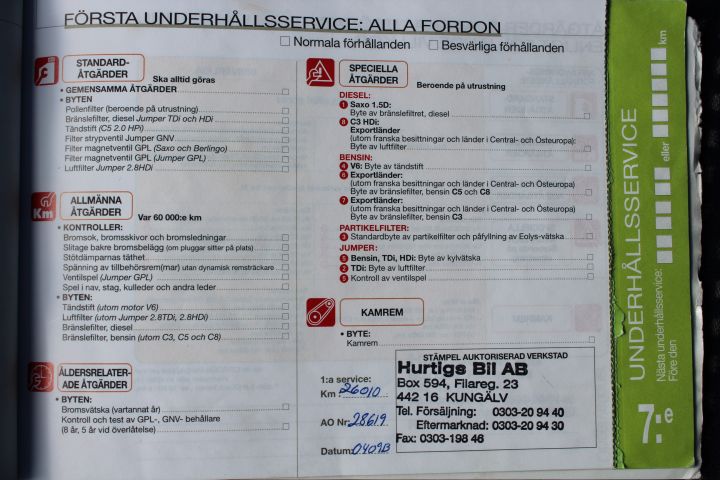 FÖRSTA UNDERHÅLLSSERVICE: ALLA FORDON
Normala förhållanden Besvärliga förhållanden
STANDARD-
ÅTGÄRDER
Ska alltid göras
• GEMENSAMMA ÅTGÄRDER
• BYTEN
Pollenfilter (beroende på utrustning)
Bränslefilter, diesel Jumper TDi och HDi
Tändstift (C5 2.0 HPi)
Filter strypventil Jumper GNV
Filter magnetventil GPL (Saxo och Berlingo)
Filter magnetventil GPL (Jumper GPL)
Luftfilter Jumper 2.8HDi
Km
ALLMÄNNA
ÅTGÄRDER
Var 60 000:e km
• KONTROLLER:
Bromsok, bromsskivor och bromsledningar
Slitage bakre bromsbelägg (om pluggar sitter på plats)
Stötdämparnas täthet
Spänning av tillbehörsrem(mar) utan dynamisk remsträckare
Ventilspel (Jumper GPL)
Spel i nav, stag, kulleder och andra leder
• BYTEN:
Tändstift (utom motor V6)
Luftfilter (utom Jumper 2.8TDi, 2.8HDi)
Bränslefilter, diesel
Bränslefilter, bensin (utom C3, C5 och C8)
ÅLDERSRELATER-
ADE ÅTGÄRDER
• BYTEN:
Bromsvätska (vartannat år)
Kontroll och test av GPL-, GNV- behållare
(8 år, 5 år vid överlåtelse)
SPECIELLA
ÅTGÄRDER
Beroende på utrustning
DIESEL:
1 Saxo 1.5D:
Byte av bränslefiltret, diesel
8 C3 HDi:
Exportländer
(utom franska besittningar och länder i Central- och Östeuropa):
Byte av luftfilter
BENSIN:
4 V6: Byte av tändstift
6 Exportländer:
(utom franska besittningar och länder i Central- och Östeuropa)
Byte av bränslefilter, bensin C5 och C8
7 Exportländer:
(utom franska besittningar och länder i Central- och Östeuropa)
Byte av bränslefilter, bensin C3
PARTIKELFILTER:
3 Standardbyte av partikelfilter och påfyllning av Eolys-vätska
JUMPER:
5 Bensin, TDi, HDi: Byte av kylvätska
2 TDi: Byte av luftfilter
5 Kontroll av ventilspel
KAMREM
• BYTE:
Kamrem
1:a service:
Km: 26010
AO Nr: 28619
Datum: 040913
STÄMPEL AUKTORISERAD VERKSTAD
Hurtigs Bil AB
Box 594, Filareg. 23
442 16 KUNGÄLV
Tel. Försäljning: 0303-20 94 40
Eftermarknad: 0303-20 94 30
Fax: 0303-198 46
UNDERHÅLLSSERVICE
Nästa underhållsservice:
Före den eller km
7:e